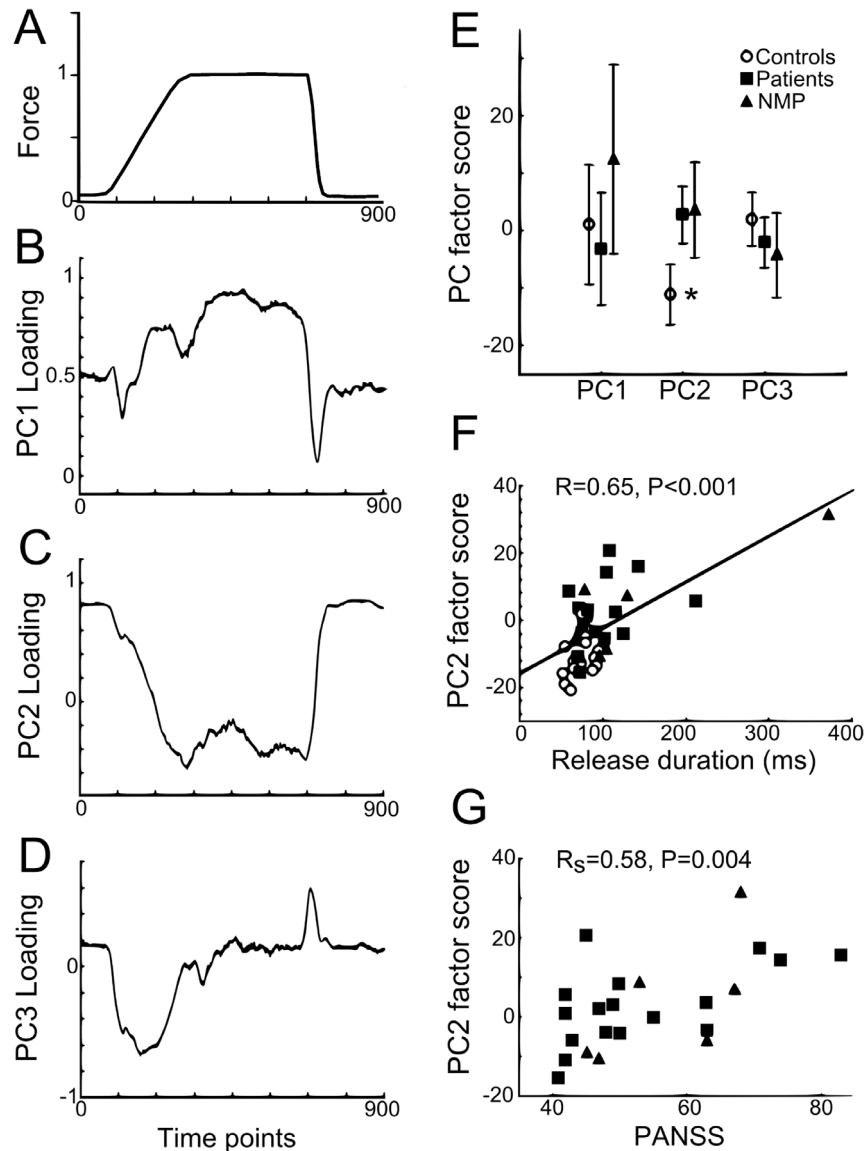 A
Force
1
0
0
900
B
PC1 Loading
1
0.5
0
0
900
C
PC2 Loading
1
0
0
900
D
PC3 Loading
0
-1
0
900
Time points
E
PC factor score
20
0
-20
Controls
Patients
NMP
*
PC1 PC2 PC3
F
R=0.65, P<0.001
PC2 factor score
40
20
0
-20
0 100 200 300 400
Release duration (ms)
G
Rs=0.58, P=0.004
PC2 factor score
40
20
0
-20
40 60 80
PANSS